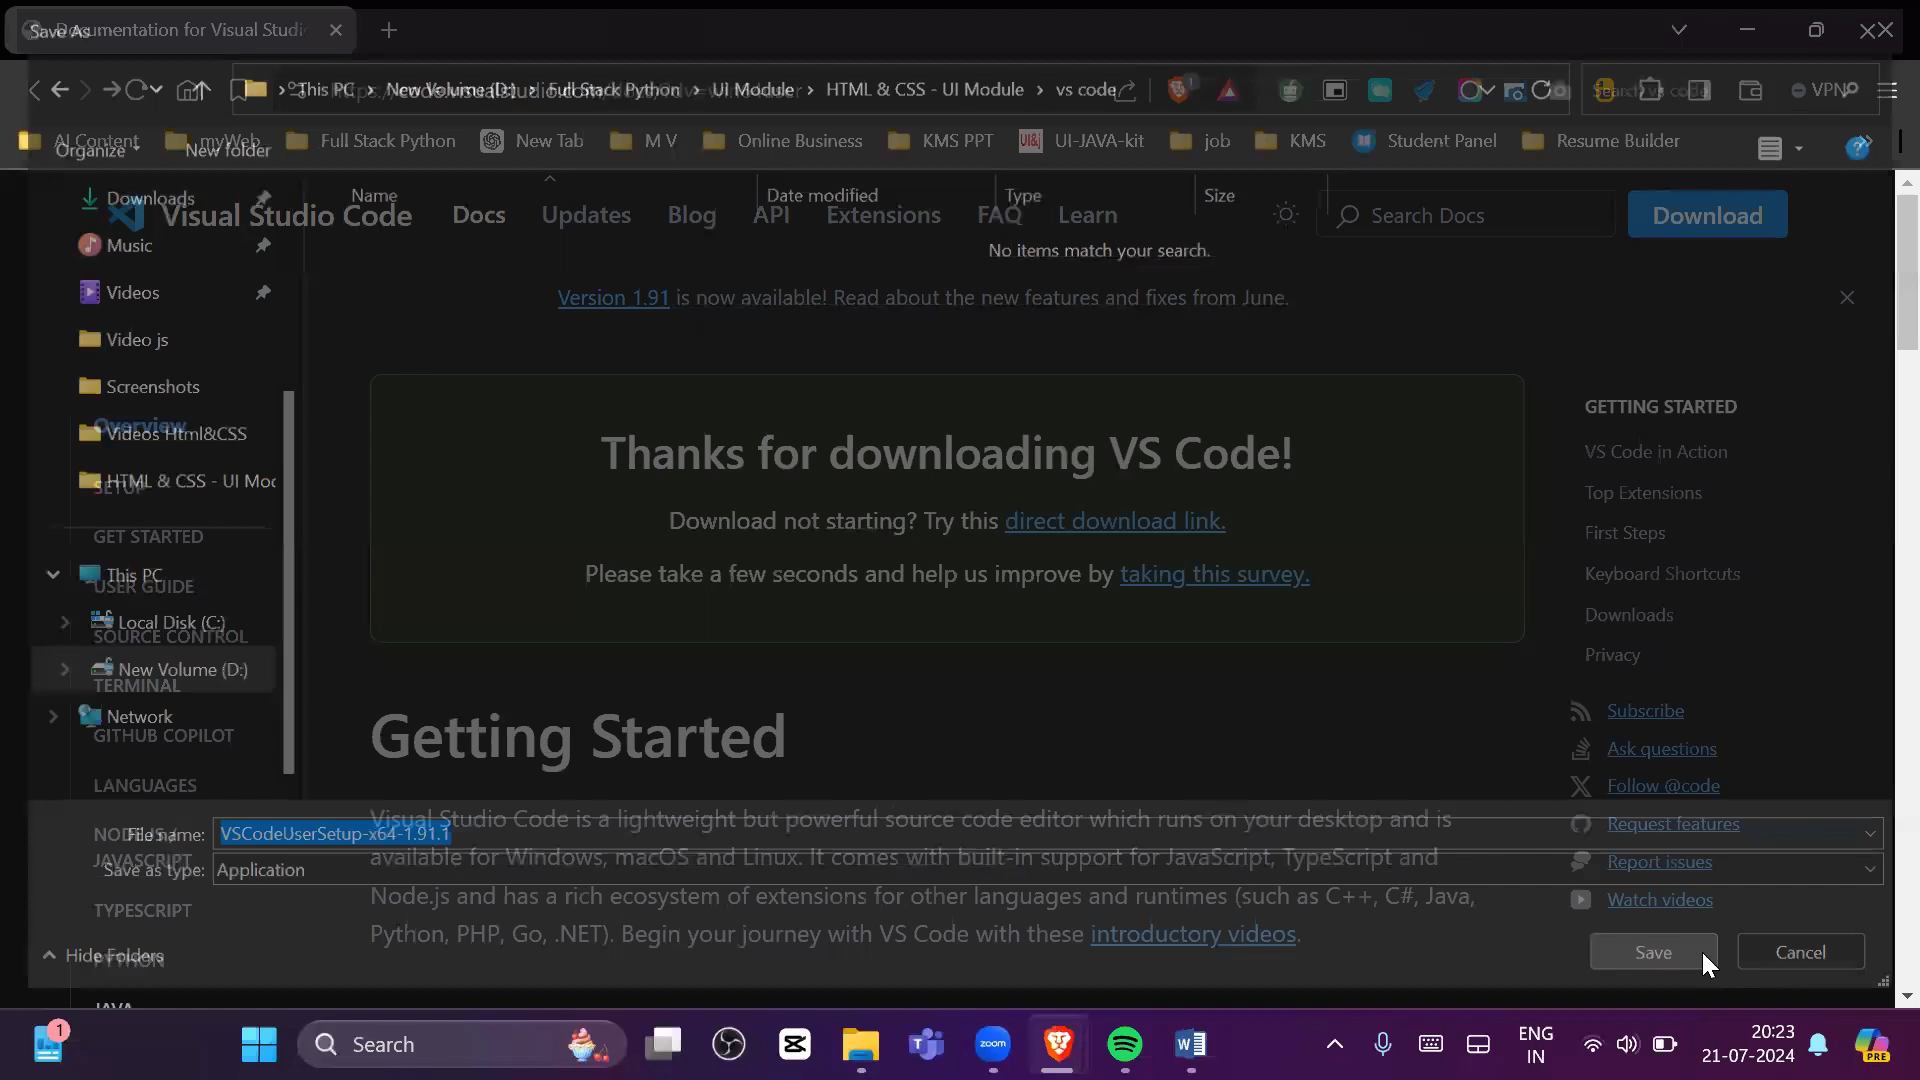 Save As
Documentation for Visual Studi
This PC > New Volume (D:) > Full Stack Python > UI Module > HTML & CSS - UI Module > vs code
Search vs code
VPN
AI Content
myWeb
Full Stack Python
New Tab
M V
Online Business
KMS PPT
UI-JAVA-kit
job
KMS
Student Panel
Resume Builder
Organize
New folder
Downloads
Music
Videos
Video js
Screenshots
Videos Html&CSS
HTML & CSS - UI Moc
This PC
Local Disk (C:)
New Volume (D:)
Network
Name
Date modified
Type
Size
No items match your search.
Visual Studio Code
Docs
Updates
Blog
API
Extensions
FAQ
Learn
Search Docs
Download
Version 1.91 is now available! Read about the new features and fixes from June.
Overview
SETUP
GET STARTED
USER GUIDE
SOURCE CONTROL
TERMINAL
GITHUB COPILOT
LANGUAGES
NODE.JS /
JAVASCRIPT
TYPESCRIPT
PYTHON
JAVA
Thanks for downloading VS Code!
Download not starting? Try this direct download link.
Please take a few seconds and help us improve by taking this survey.
Getting Started
Visual Studio Code is a lightweight but powerful source code editor which runs on your desktop and is
available for Windows, macOS and Linux. It comes with built-in support for JavaScript, TypeScript and
Node.js and has a rich ecosystem of extensions for other languages and runtimes (such as C++, C#, Java,
Python, PHP, Go, .NET). Begin your journey with VS Code with these introductory videos.
GETTING STARTED
VS Code in Action
Top Extensions
First Steps
Keyboard Shortcuts
Downloads
Privacy
Subscribe
Ask questions
Follow @code
Request features
Report issues
Watch videos
File name: VSCodeUserSetup-x64-1.91.1
Save as type: Application
Hide Folders
Save
Cancel
1
Search
zoom
ENG
IN
20:23
21-07-2024
PRE